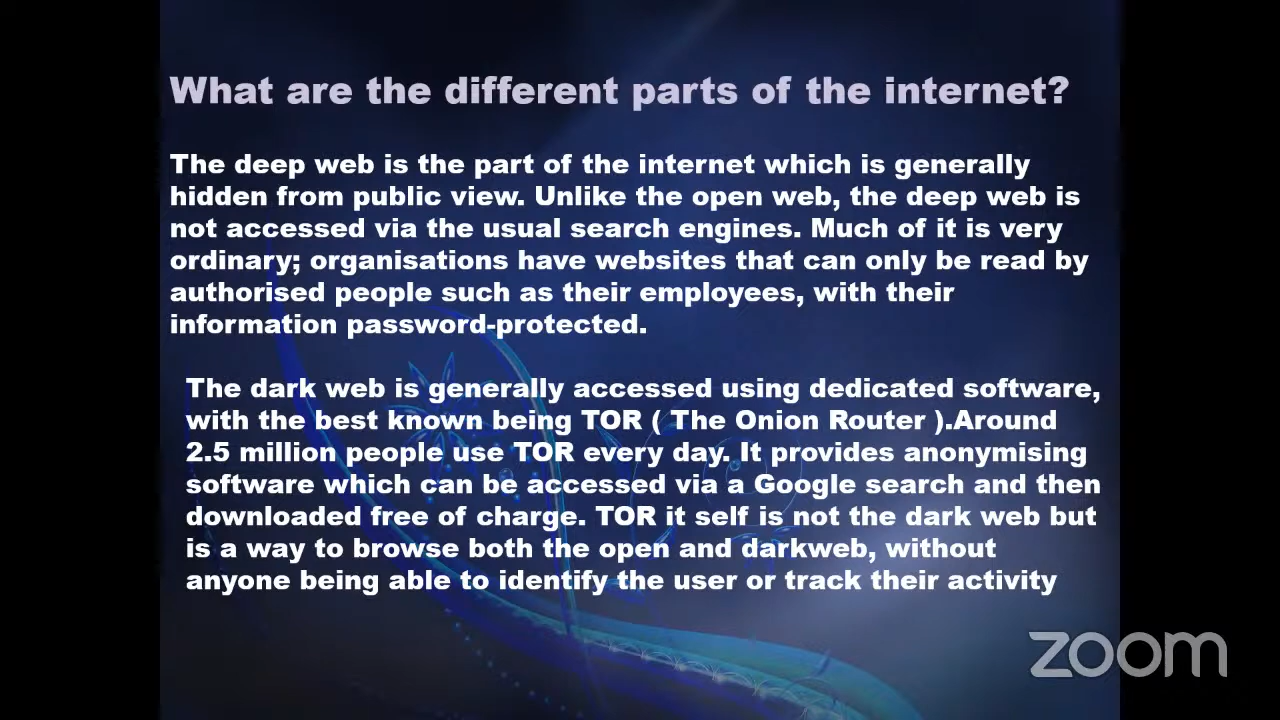 What are the different parts of the internet?
The deep web is the part of the internet which is generally
hidden from public view. Unlike the open web, the deep web is
not accessed via the usual search engines. Much of it is very
ordinary; organisations have websites that can only be read by
authorised people such as their employees, with their
information password-protected.
The dark web is generally accessed using dedicated software,
with the best known being TOR ( The Onion Router ).Around
2.5 million people use TOR every day. It provides anonymising
software which can be accessed via a Google search and then
downloaded free of charge. TOR it self is not the dark web but
is a way to browse both the open and darkweb, without
anyone being able to identify the user or track their activity
zoom